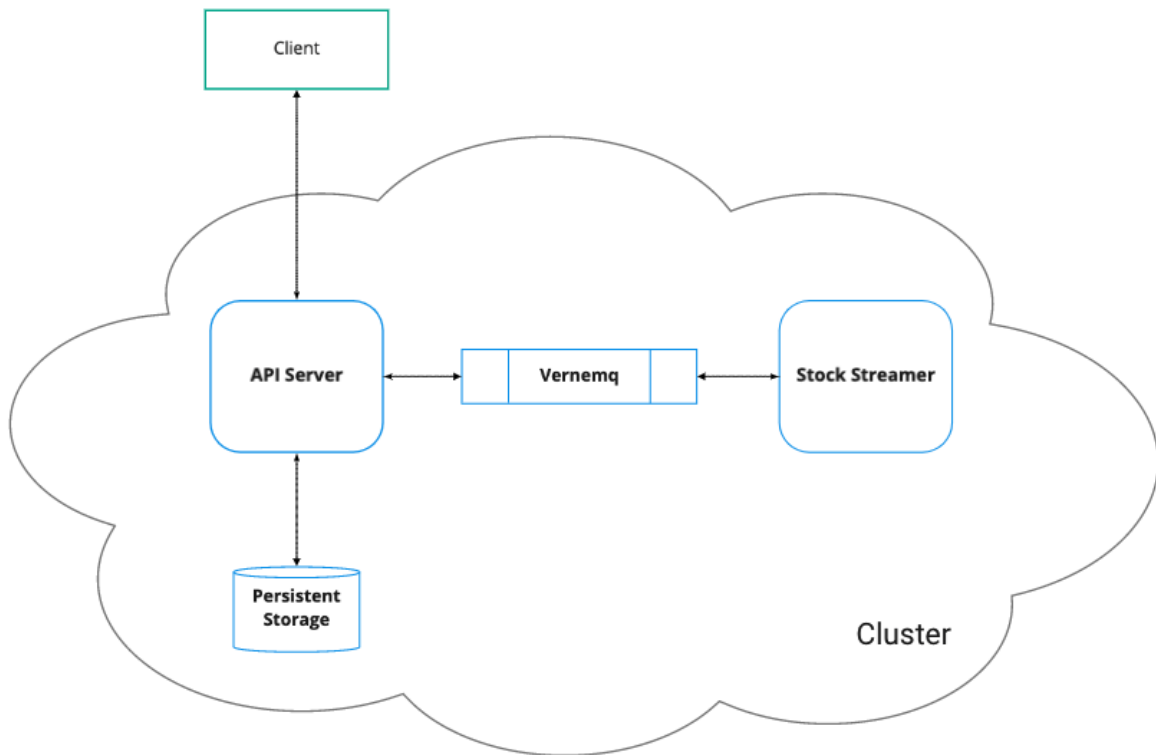 Client
API Server
Vernemq
Stock Streamer
Persistent
Storage
Cluster